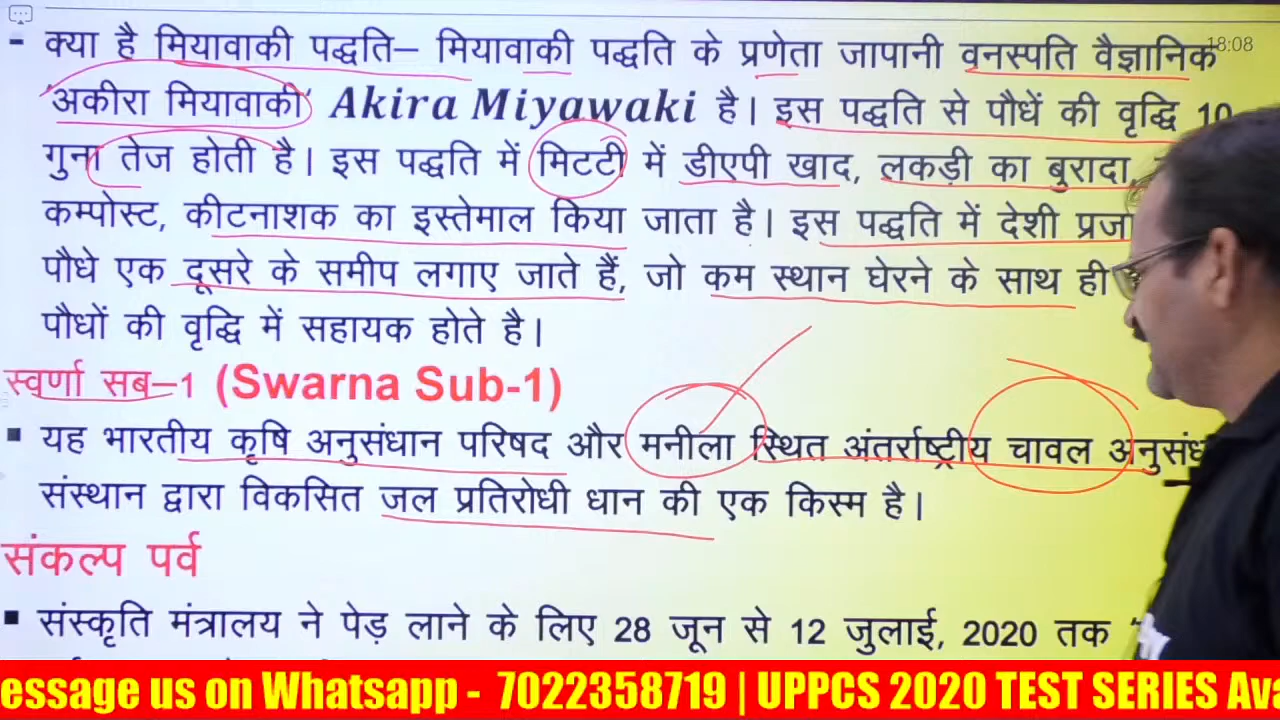 - क्या है मियावाकी पद्धति– मियावाकी पद्धति के प्रणेता जापानी वनस्पति वैज्ञानिक
18:08
'अकीरा मियावाकी' Akira Miyawaki है। इस पद्धति से पौधें की वृद्धि 10
गुना तेज होती है। इस पद्धति में मिटटी में डीएपी खाद, लकड़ी का बुरादा,
कम्पोस्ट, कीटनाशक का इस्तेमाल किया जाता है। इस पद्धति में देशी
पौधे एक दूसरे के समीप लगाए जाते हैं, जो कम स्थान घेरने के साथ ही
पौधों की वृद्धि में सहायक होते है।
स्वर्णा सब–1 (Swarna Sub-1)
▪ यह भारतीय कृषि अनुसंधान परिषद और मनीला स्थित अंतर्राष्ट्रीय चावल
संस्थान द्वारा विकसित जल प्रतिरोधी धान की एक किस्म है।
संकल्प पर्व
▪ संस्कृति मंत्रालय ने पेड़ लाने के लिए 28 जून से 12 जुलाई, 2020 तक
essage us on Whatsapp - 7022358719 | UPPCS 2020 TEST SERIES Ava